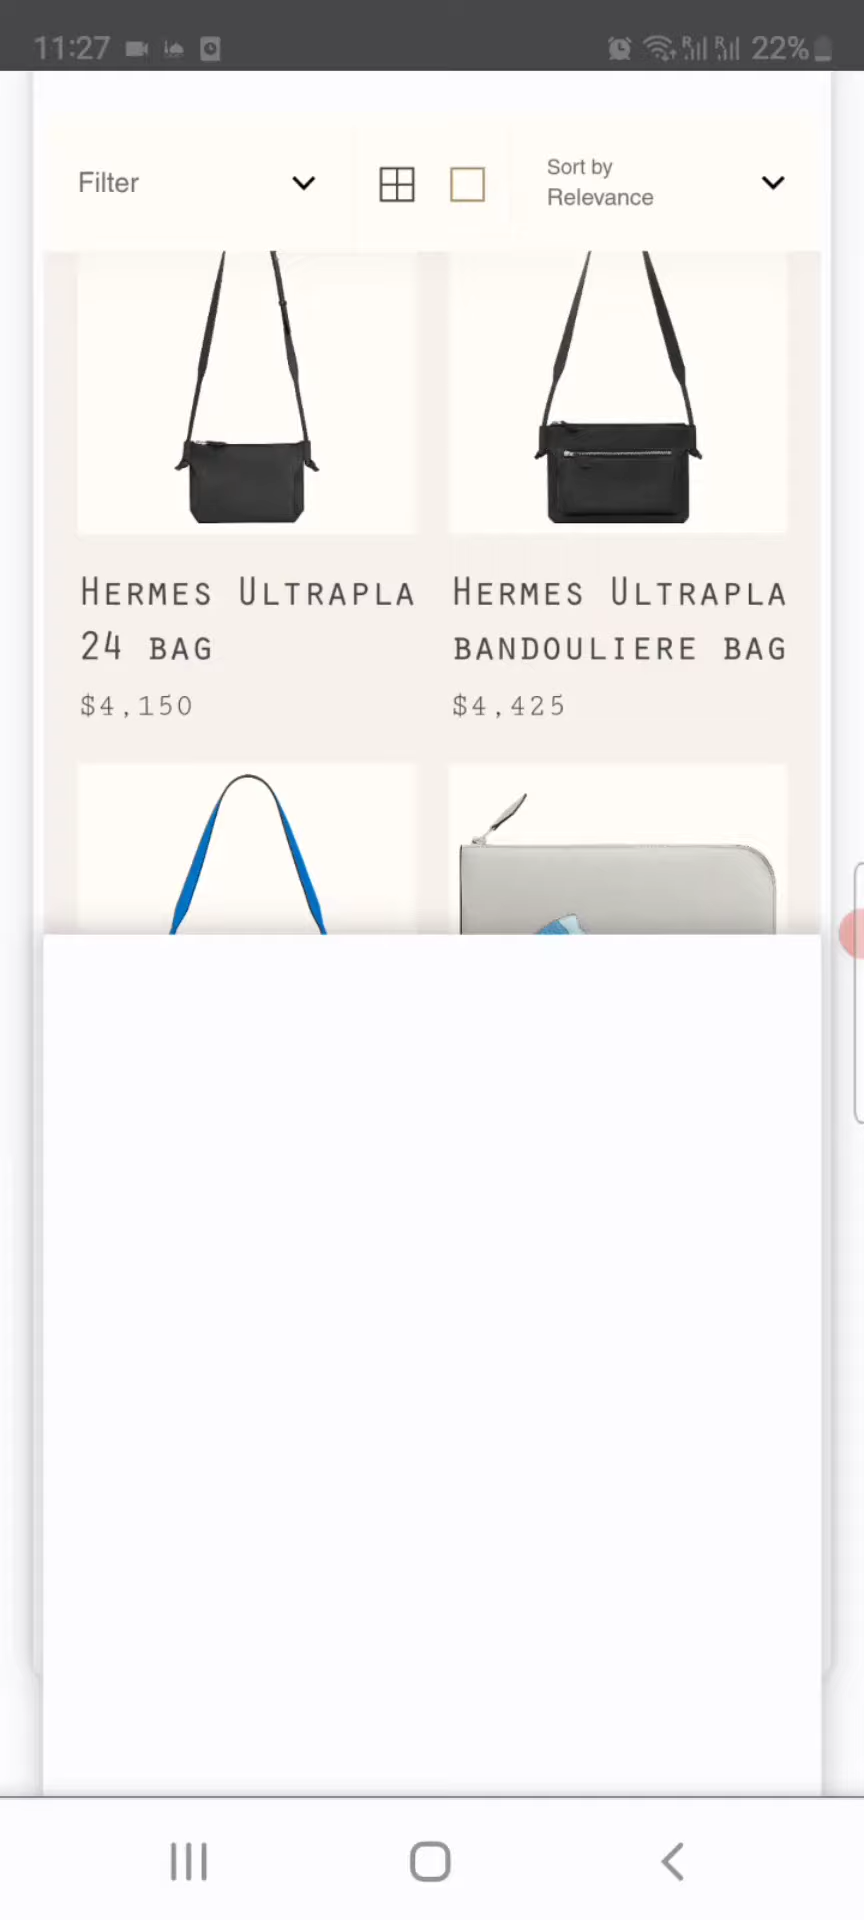 11:27
22%
Filter
Sort by
Relevance
Hermes Ultrapla
24 bag
$4,150
Hermes Ultrapla
bandouliere bag
$4,425